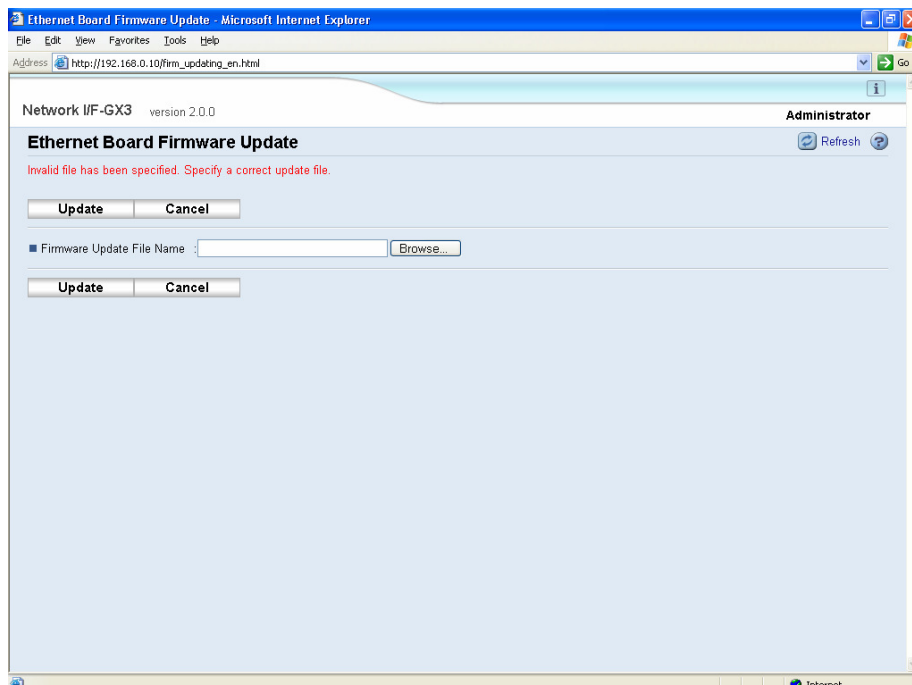 Ethernet Board Firmware Update - Microsoft Internet Explorer
File Edit View Favorites Tools Help
Address http://192.168.0.10/firm_updating_en.html Go
Network I/F-GX3 version 2.0.0
Administrator
Ethernet Board Firmware Update
Refresh ?
Invalid file has been specified. Specify a correct update file.
Update Cancel
Firmware Update File Name : Browse...
Update Cancel
Internet